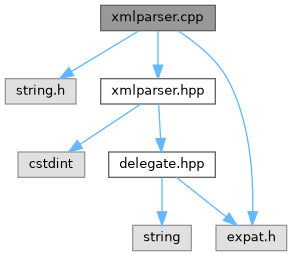 xmlparser.cpp
string.h
xmlparser.hpp
cstdint
delegate.hpp
string
expat.h